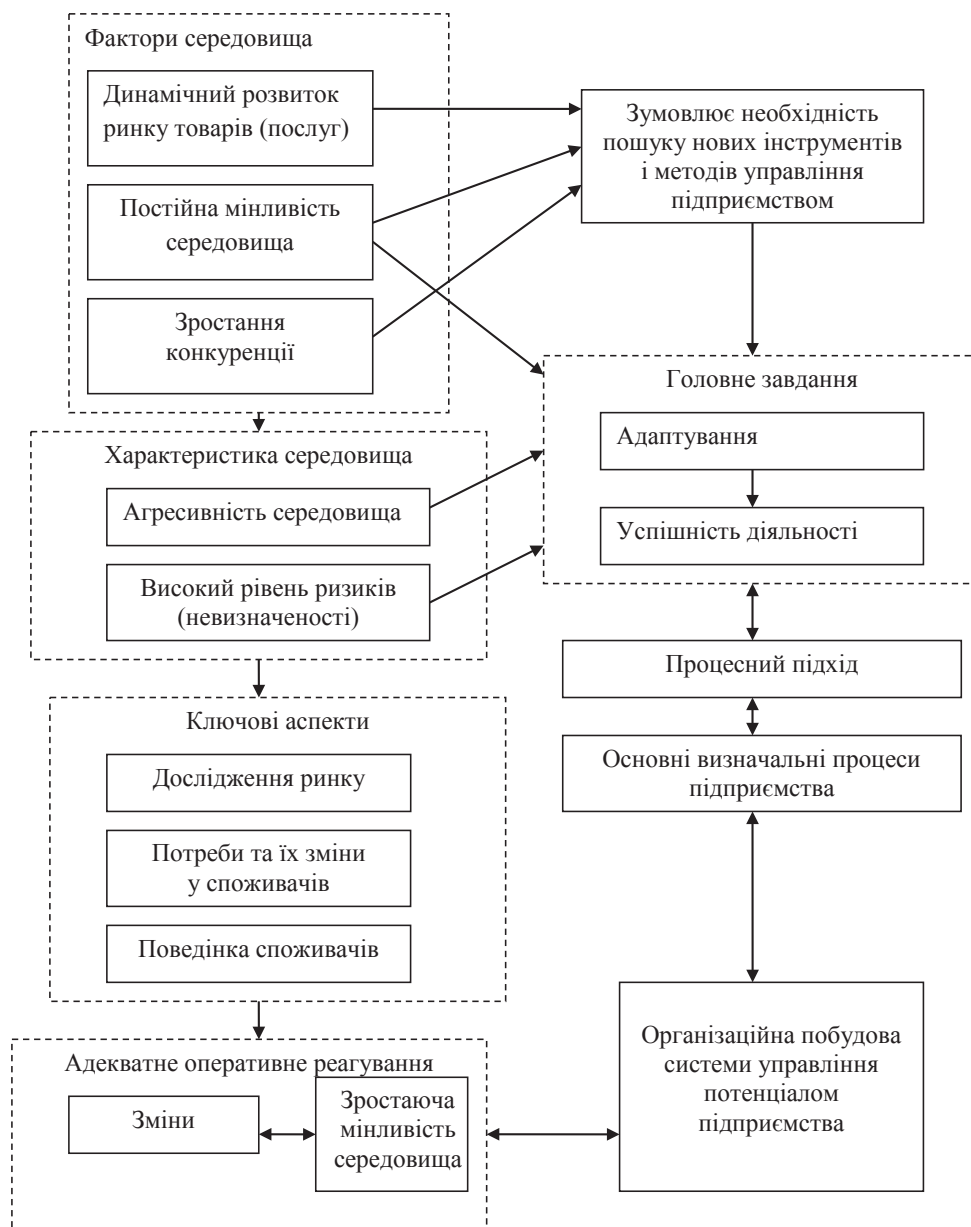 Фактори середовища
Динамічний розвиток
ринку товарів (послуг)
Постійна мінливість
середовища
Зростання
конкуренції
Зумовлює необхідність
пошуку нових інструментів
і методів управління
підприємством
Головне завдання
Адаптування
Успішність діяльності
Характеристика середовища
Агресивність середовища
Високий рівень ризиків
(невизначеності)
Процесний підхід
Основні визначальні процеси
підприємства
Ключові аспекти
Дослідження ринку
Потреби та їх зміни
у споживачів
Поведінка споживачів
Організаційна побудова
системи управління
потенціалом
підприємства
Адекватне оперативне реагування
Зміни
Зростаюча
мінливість
середовища